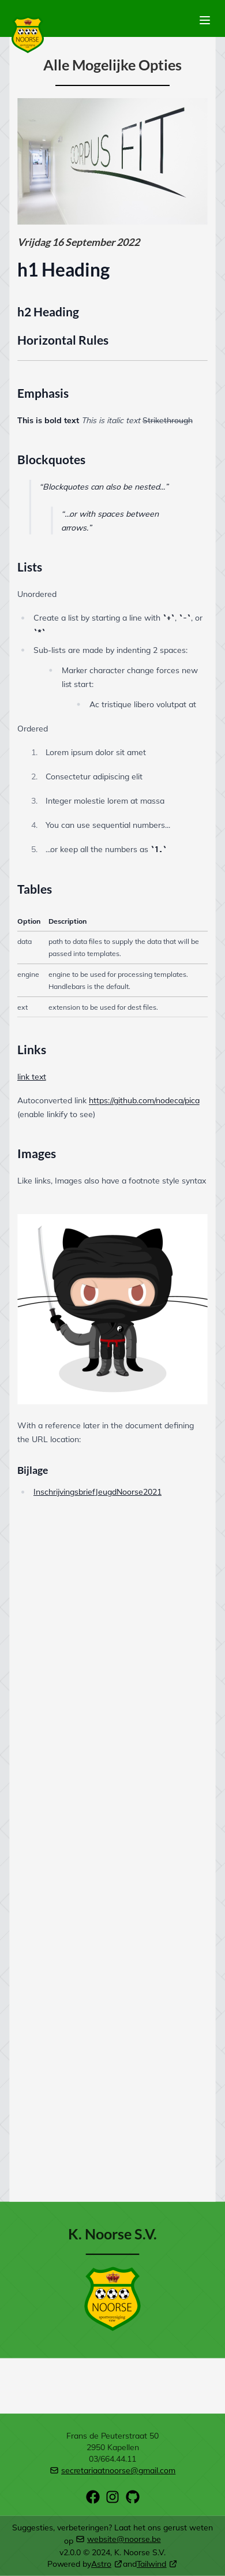 NOORSE
Alle Mogelijke Opties
CORPUS FIT
Vrijdag 16 September 2022
h1 Heading
h2 Heading
Horizontal Rules
Emphasis
This is bold text This is italic text Strikethrough
Blockquotes
“Blockquotes can also be nested...”
“...or with spaces between
arrows.”
Lists
Unordered
Create a list by starting a line with `+`, `-`, or
`*`
Sub-lists are made by indenting 2 spaces:
Marker character change forces new
list start:
Ac tristique libero volutpat at
Ordered
1. Lorem ipsum dolor sit amet
2. Consectetur adipiscing elit
3. Integer molestie lorem at massa
4. You can use sequential numbers...
5. ...or keep all the numbers as `1.`
Tables
Option Description
data path to data files to supply the data that will be
passed into templates.
engine engine to be used for processing templates.
Handlebars is the default.
ext extension to be used for dest files.
Links
link text
Autoconverted link https://github.com/nodeca/pica
(enable linkify to see)
Images
Like links, Images also have a footnote style syntax
With a reference later in the document defining
the URL location:
Bijlage
InschrijvingsbriefJeugdNoorse2021
K. Noorse S.V.
NOORSE
Frans de Peuterstraat 50
2950 Kapellen
03/664.44.11
secretariaatnoorse@gmail.com
Suggesties, verbeteringen? Laat het ons gerust weten
op website@noorse.be
v2.0.0 © 2024, K. Noorse S.V.
Powered byAstro andTailwind